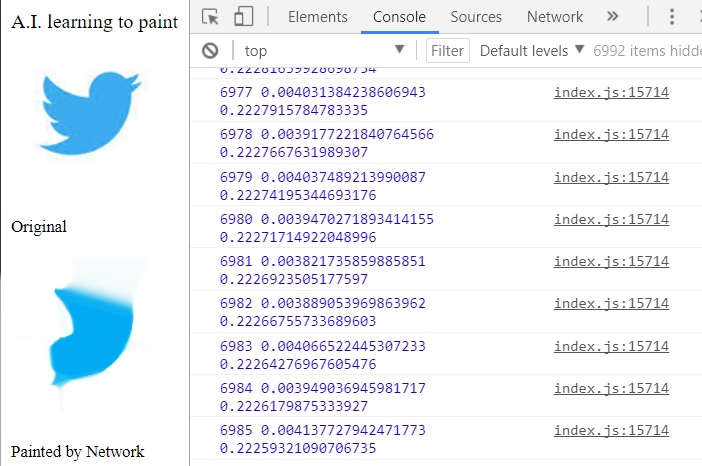 A.I. learning to paint
Original
Painted by Network
Elements Console Sources Network »
top Filter Default levels 6992 items hidde
6977 0.0040313842386069​43 index.js:15714
0.2227915784783335
6978 0.0039177221840764566 index.js:15714
0.2227667631989307
6979 0.004037489213990087 index.js:15714
0.22274195344693176
6980 0.0039470271893414155 index.js:15714
0.22271714922048996
6981 0.003821735859885851 index.js:15714
0.2226923505177597
6982 0.003889053969863962 index.js:15714
0.22266755733689603
6983 0.004066522445307233 index.js:15714
0.22264276967605476
6984 0.003949036945981717 index.js:15714
0.2226179875333927
6985 0.004137727942471773 index.js:15714
0.22259321090706735